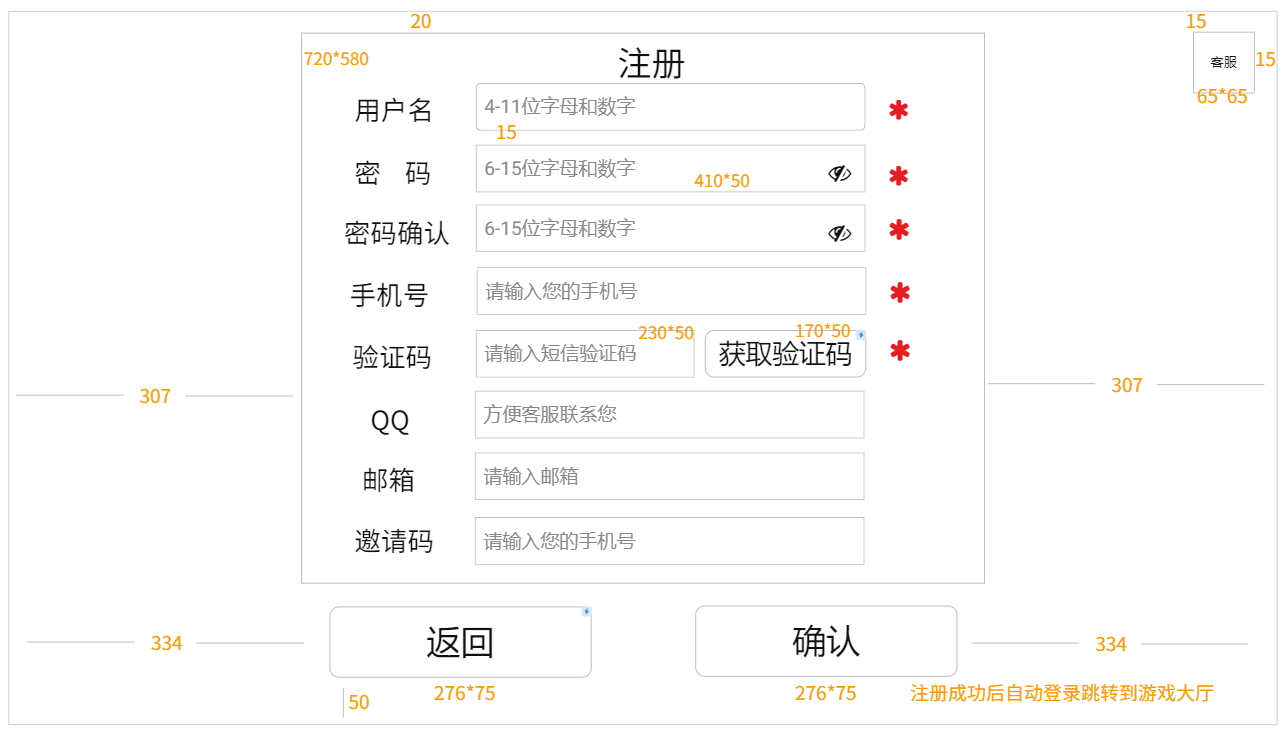 20
15
720*580
注册
客服
15
65*65
用户名
4-11位字母和数字
15
密 码
6-15位字母和数字
410*50
密码确认
6-15位字母和数字
手机号
请输入您的手机号
验证码
请输入短信验证码
230*50
获取验证码
170*50
307
307
QQ
方便客服联系您
邮箱
请输入邮箱
邀请码
请输入您的手机号
334
返回
确认
334
50
276*75
276*75
注册成功后自动登录跳转到游戏大厅